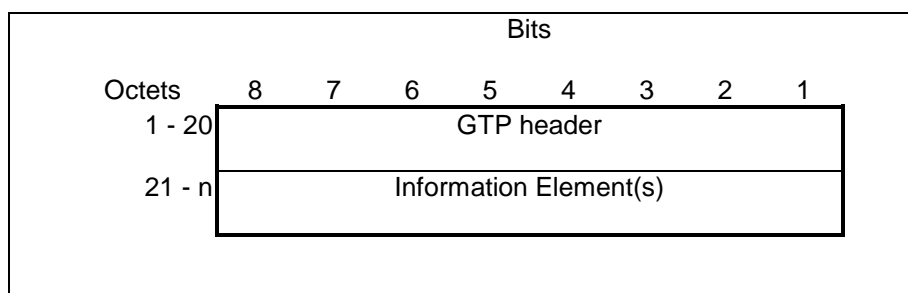 Bits
Octets 8 7 6 5 4 3 2 1
1 - 20 GTP header
21 - n Information Element(s)